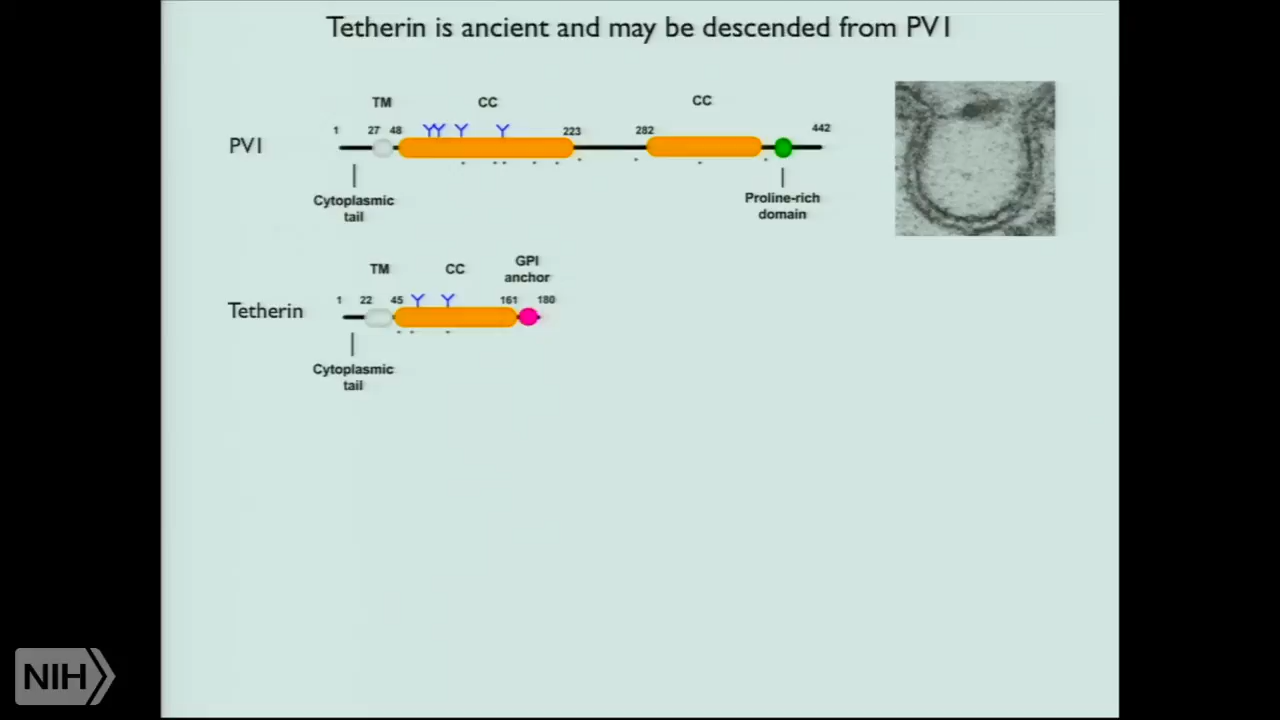 Tetherin is ancient and may be descended from PV1
TM CC CC
1 27 48 223 282 442
PV1
Cytoplasmic
tail
Proline-rich
domain
TM CC GPI
anchor
1 22 45 161 180
Tetherin
Cytoplasmic
tail
NIH